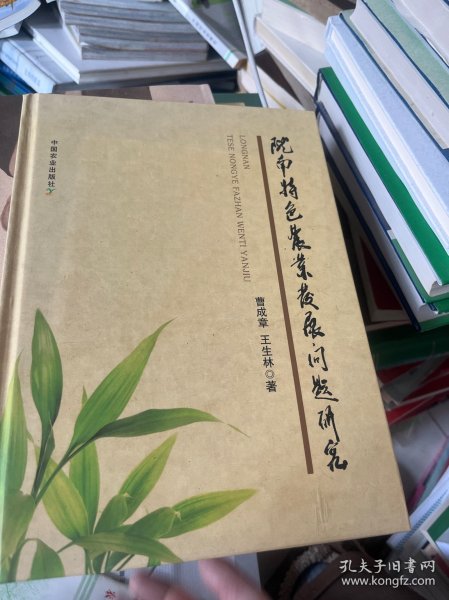 陇南特色农业发展问题研究
LONGNAN
TESE NONGYE FAZHAN WENTI YANJIU
曹成章 王生林◎著
中国农业出版社
孔夫子旧书网
www.kongfz.com